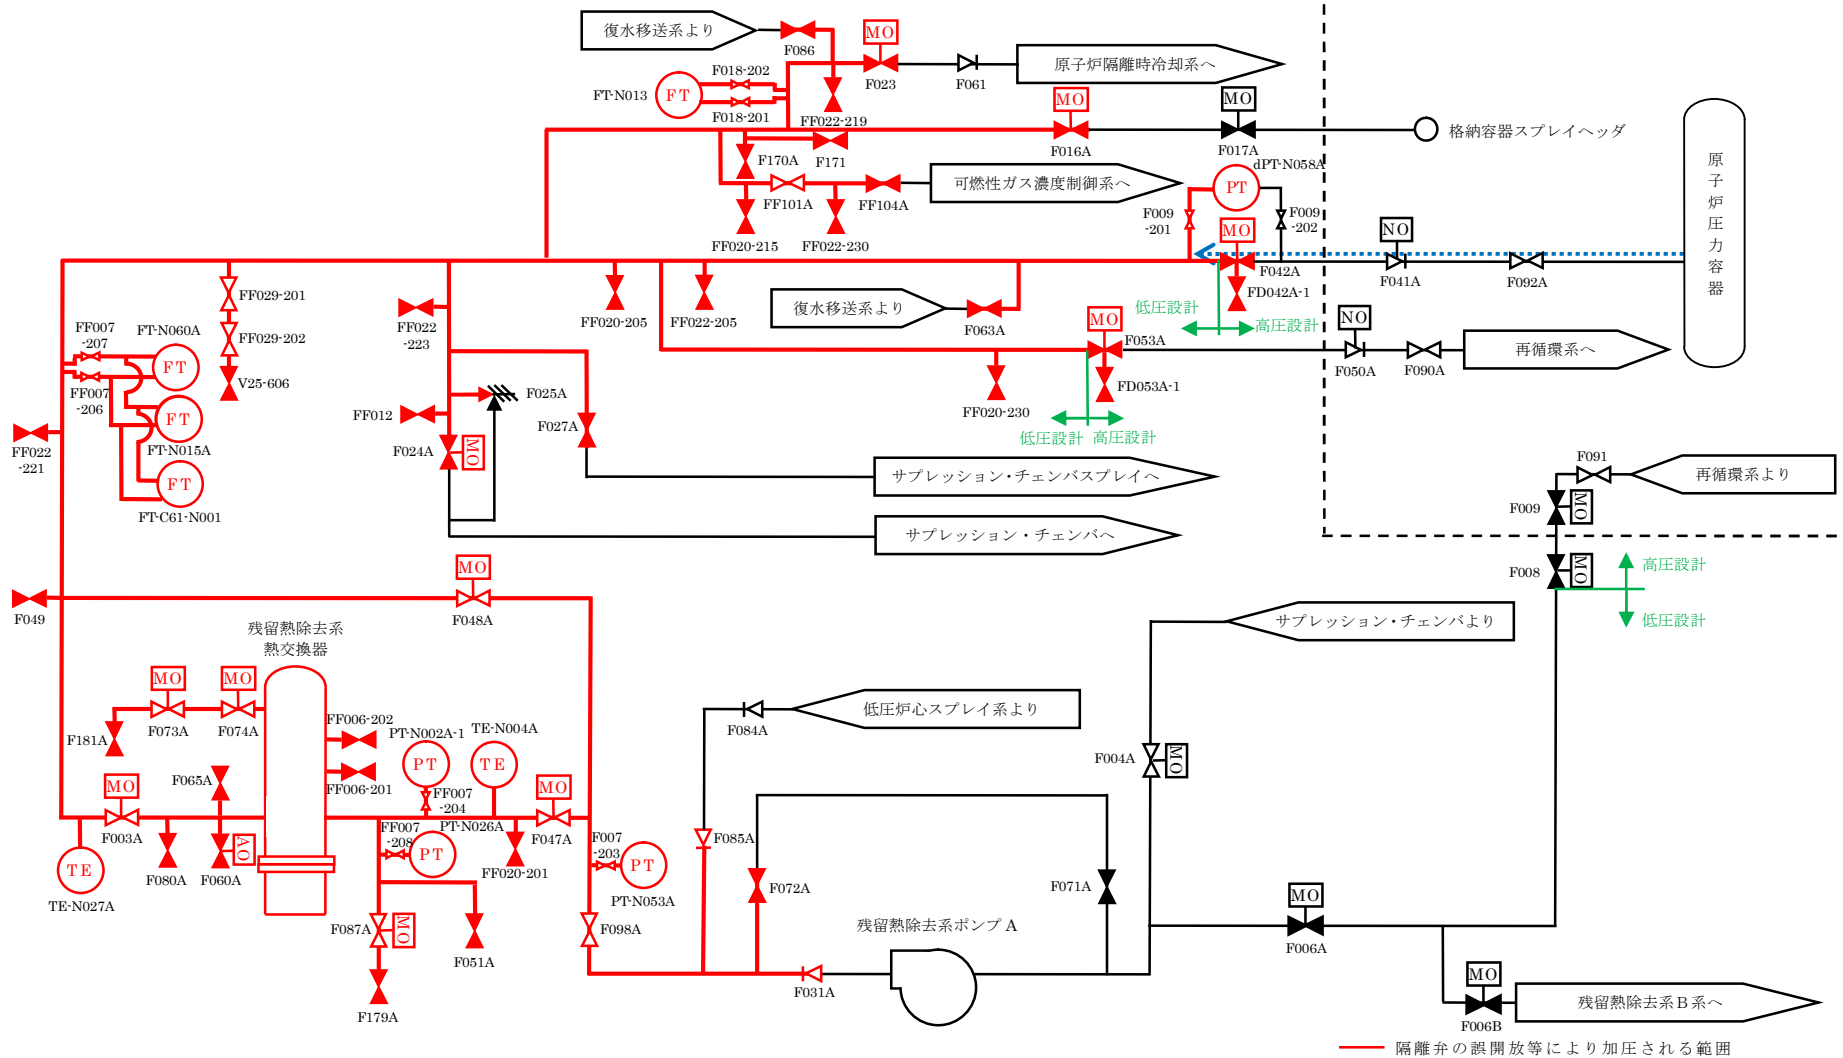 復水移送系より
F086
MO
F023
F061
原子炉隔離時冷却系へ
F018-202
FT-N013
FT
F018-201
FF022-219
MO
F016A
MO
F017A
格納容器スプレイヘッダ
F170A
F171
可燃性ガス濃度制御系へ
FF101A
FF104A
FF020-215
FF022-230
dPT-N058A
PT
F009
-201
F009
-202
MO
F042A
FD042A-1
NO
F041A
F092A
原子炉圧力容器
低圧設計
高圧設計
FF029-201
FF029-202
V25-606
FF007
-207
FT-N060A
FT
FF007
-206
FT
FT-N015A
FT
FT-C61-N001
FF022
-221
FF022
-223
FF020-205
FF022-205
復水移送系より
F063A
MO
F053A
FD053A-1
FF020-230
低圧設計
高圧設計
NO
F050A
F090A
再循環系へ
F025A
FF012
F024A
MO
F027A
サプレッション・チェンバスプレイへ
サプレッション・チェンバへ
F091
再循環系より
F009
MO
F008
MO
高圧設計
低圧設計
F049
MO
F048A
残留熱除去系
熱交換器
サプレッション・チェンバより
MO
F073A
MO
F074A
F181A
FF006-202
FF006-201
PT-N002A-1
PT
TE-N004A
TE
低圧炉心スプレイ系より
F084A
F004A
MO
F065A
MO
F003A
FF007
-204
MO
F047A
FF007
-208
PT-N026A
PT
FF020-201
F007
-203
PT
PT-N053A
F085A
TE
TE-N027A
F080A
F060A
AO
F072A
F071A
F087A
MO
F051A
F179A
F098A
F031A
残留熱除去系ポンプA
MO
F006A
MO
F006B
残留熱除去系B系へ
隔離弁の誤開放等により加圧される範囲